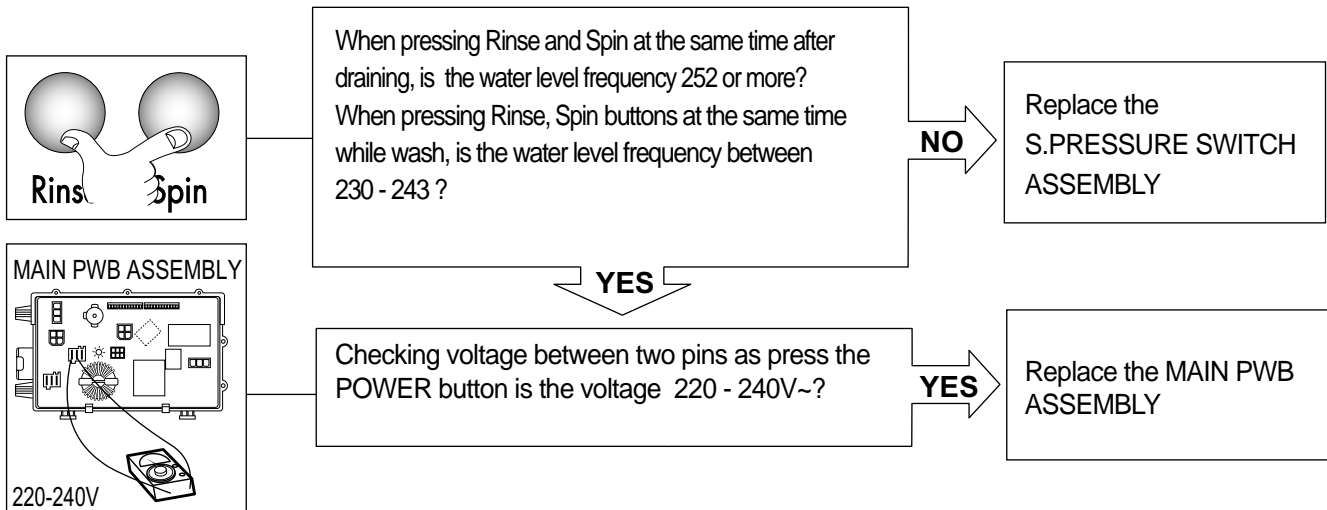 When pressing Rinse and Spin at the same time after
draining, is the water level frequency 252 or more?
When pressing Rinse, Spin buttons at the same time
while wash, is the water level frequency between
230 - 243 ?
NO
Replace the
S.PRESSURE SWITCH
ASSEMBLY
Rins Spin
YES
MAIN PWB ASSEMBLY
220-240V
Checking voltage between two pins as press the
POWER button is the voltage 220 - 240V~?
YES
Replace the MAIN PWB
ASSEMBLY